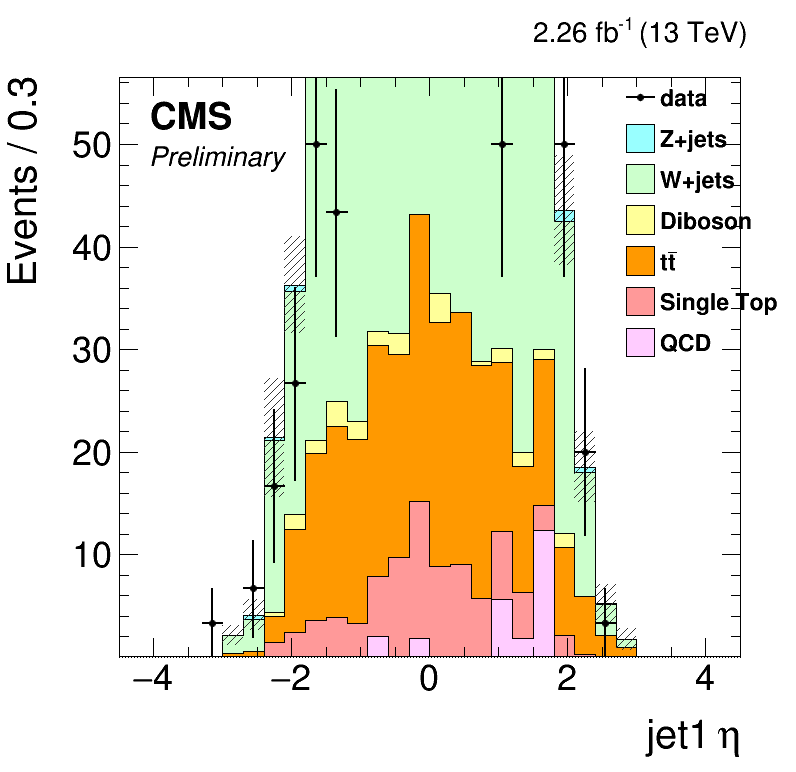 2.26 fb-1 (13 TeV)
CMS
Preliminary
data
Z+jets
W+jets
Diboson
tt̅
Single Top
QCD
Events / 0.3
50
40
30
20
10
−4 −2 0 2 4
jet1 η